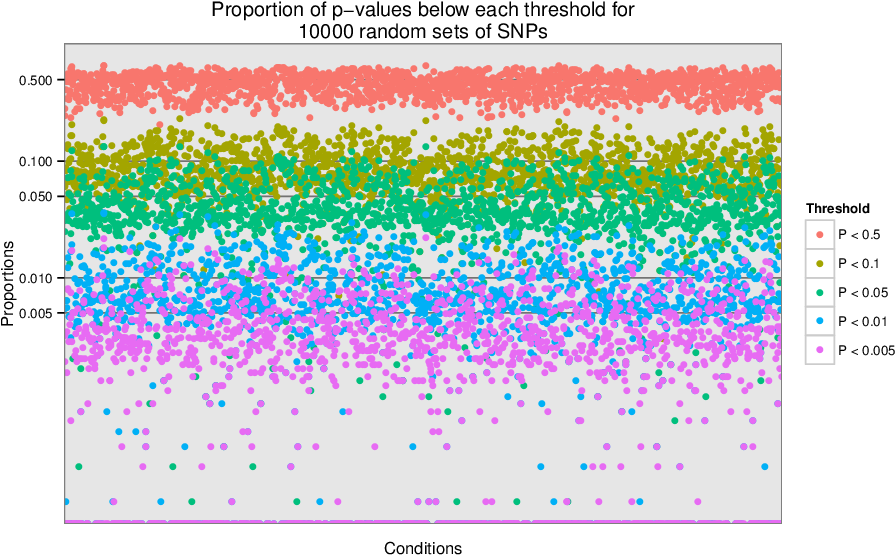 Proportion of p−values below each threshold for
10000 random sets of SNPs
0.500
0.100
0.050
0.010
0.005
Proportions
Conditions
Threshold
P < 0.5
P < 0.1
P < 0.05
P < 0.01
P < 0.005